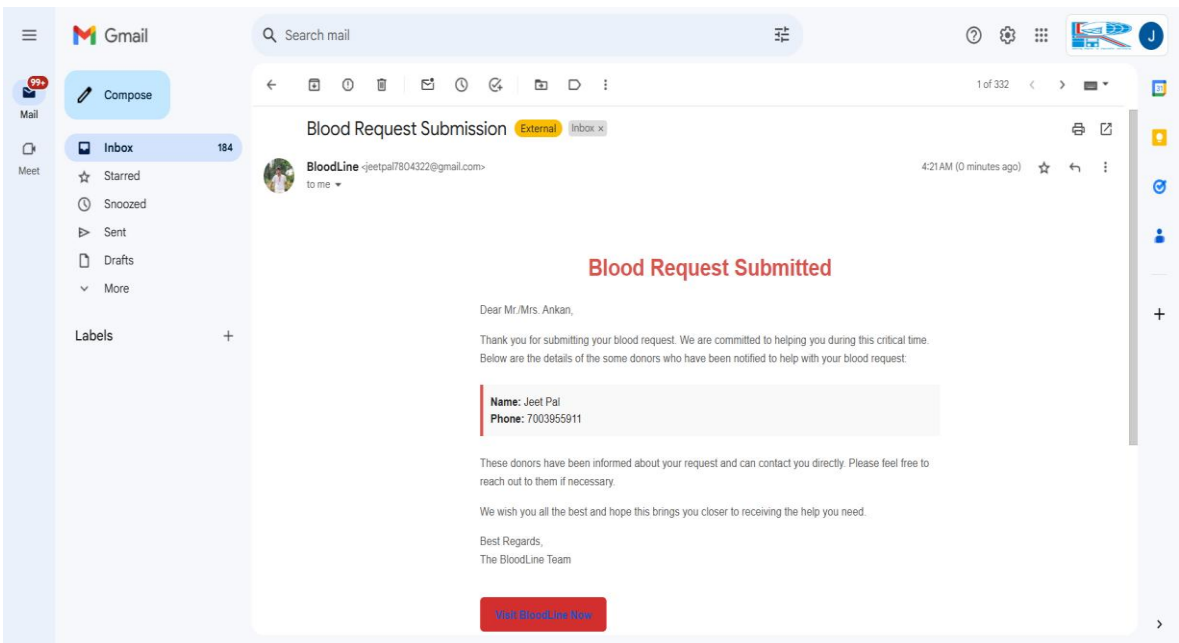 Gmail
Search mail
J
99+
Mail
Meet
Compose
Inbox 184
Starred
Snoozed
Sent
Drafts
More
Labels
1 of 332
31
Blood Request Submission External Inbox x
BloodLine <jeetpal7804322@gmail.com>
to me
4:21 AM (0 minutes ago)
Blood Request Submitted
Dear Mr./Mrs. Ankan,
Thank you for submitting your blood request. We are committed to helping you during this critical time.
Below are the details of the some donors who have been notified to help with your blood request:
Name: Jeet Pal
Phone: 7003955911
These donors have been informed about your request and can contact you directly. Please feel free to
reach out to them if necessary.
We wish you all the best and hope this brings you closer to receiving the help you need.
Best Regards,
The BloodLine Team
Visit BloodLine Now